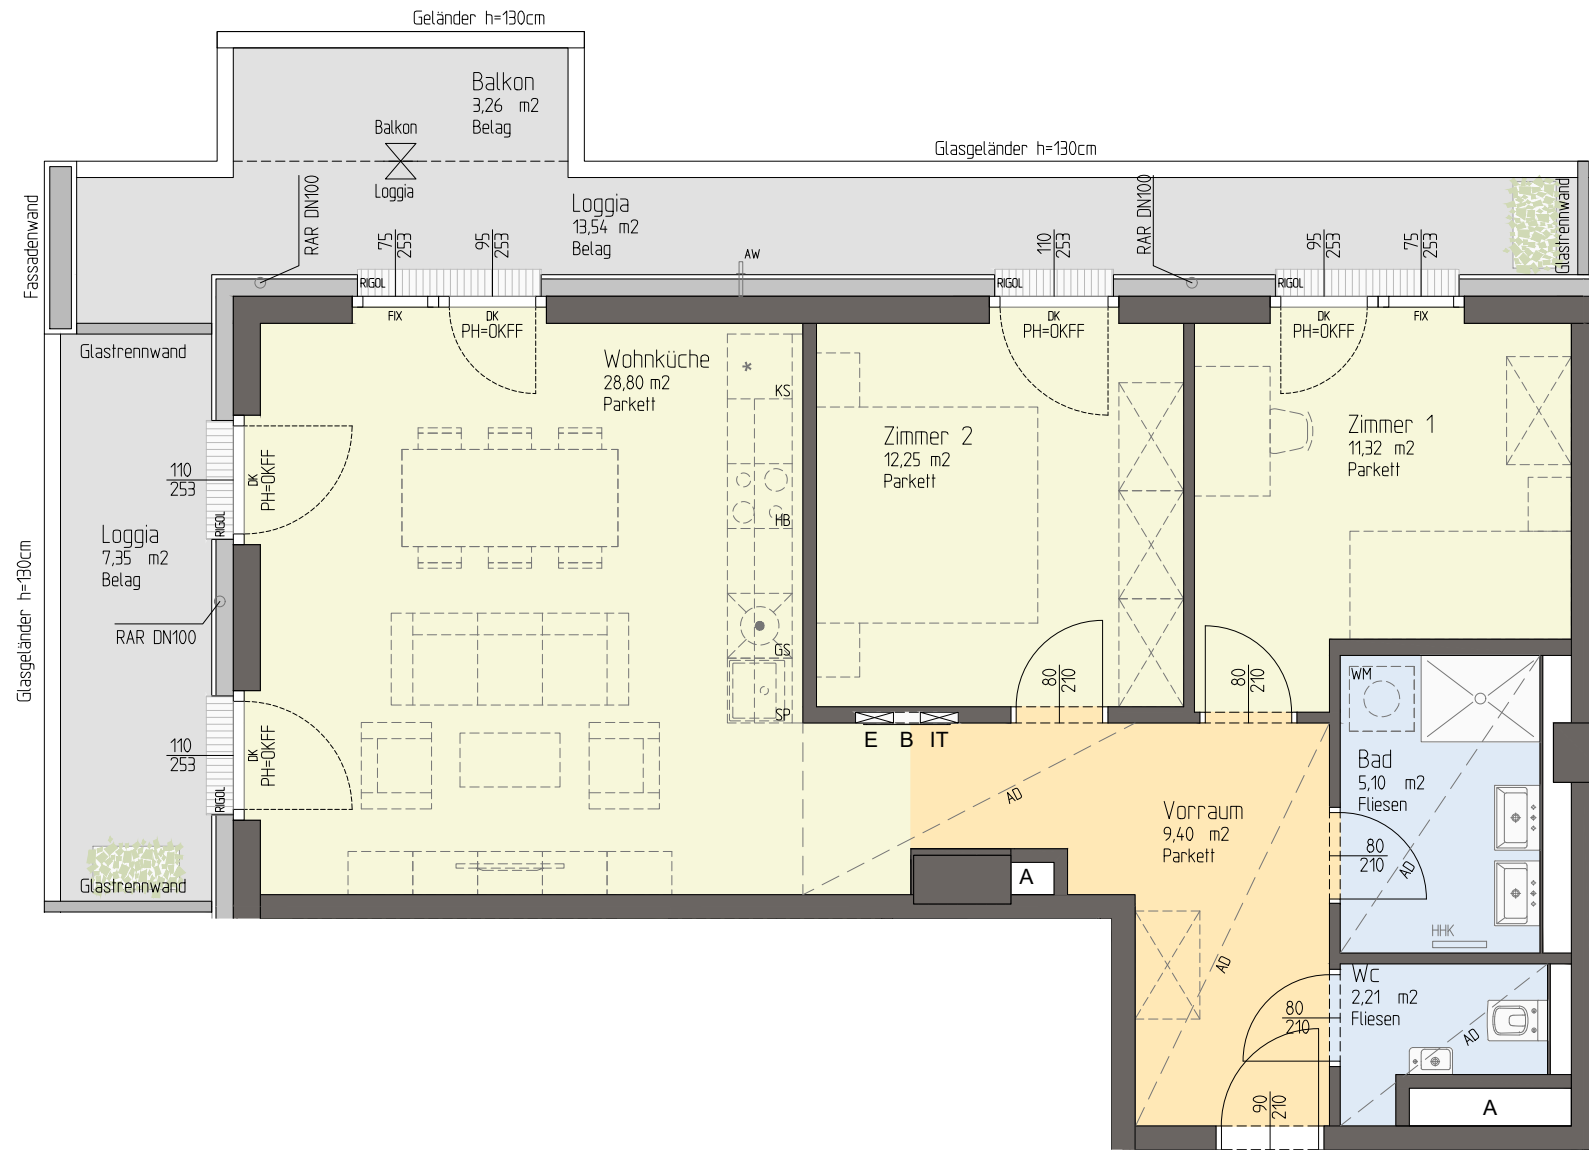 Geländer h=130cm
Balkon
3,26 m2
Belag
Balkon
Loggia
Glasgeländer h=130cm
Fassadenwand
RAR DN100
Loggia
13,54 m2
Belag
RAR DN100
Glastrennwand
75
253
95
253
AW
110
253
95
253
75
253
RIGOL
RIGOL
RIGOL
FIX
DK
PH=OKFF
DK
PH=OKFF
DK
PH=OKFF
FIX
Glastrennwand
Wohnküche
28,80 m2
Parkett
*
KS
HB
GS
SP
Zimmer 2
12,25 m2
Parkett
Zimmer 1
11,32 m2
Parkett
110
253
DK
PH=OKFF
RIGOL
Loggia
7,35 m2
Belag
Glasgeländer h=130cm
RAR DN100
80
210
80
210
WM
110
253
DK
PH=OKFF
RIGOL
E B IT
AD
Vorraum
9,40 m2
Parkett
Bad
5,10 m2
Fliesen
80
210
AD
HHK
Glastrennwand
A
AD
Wc
2,21 m2
Fliesen
80
210
AD
90
210
A